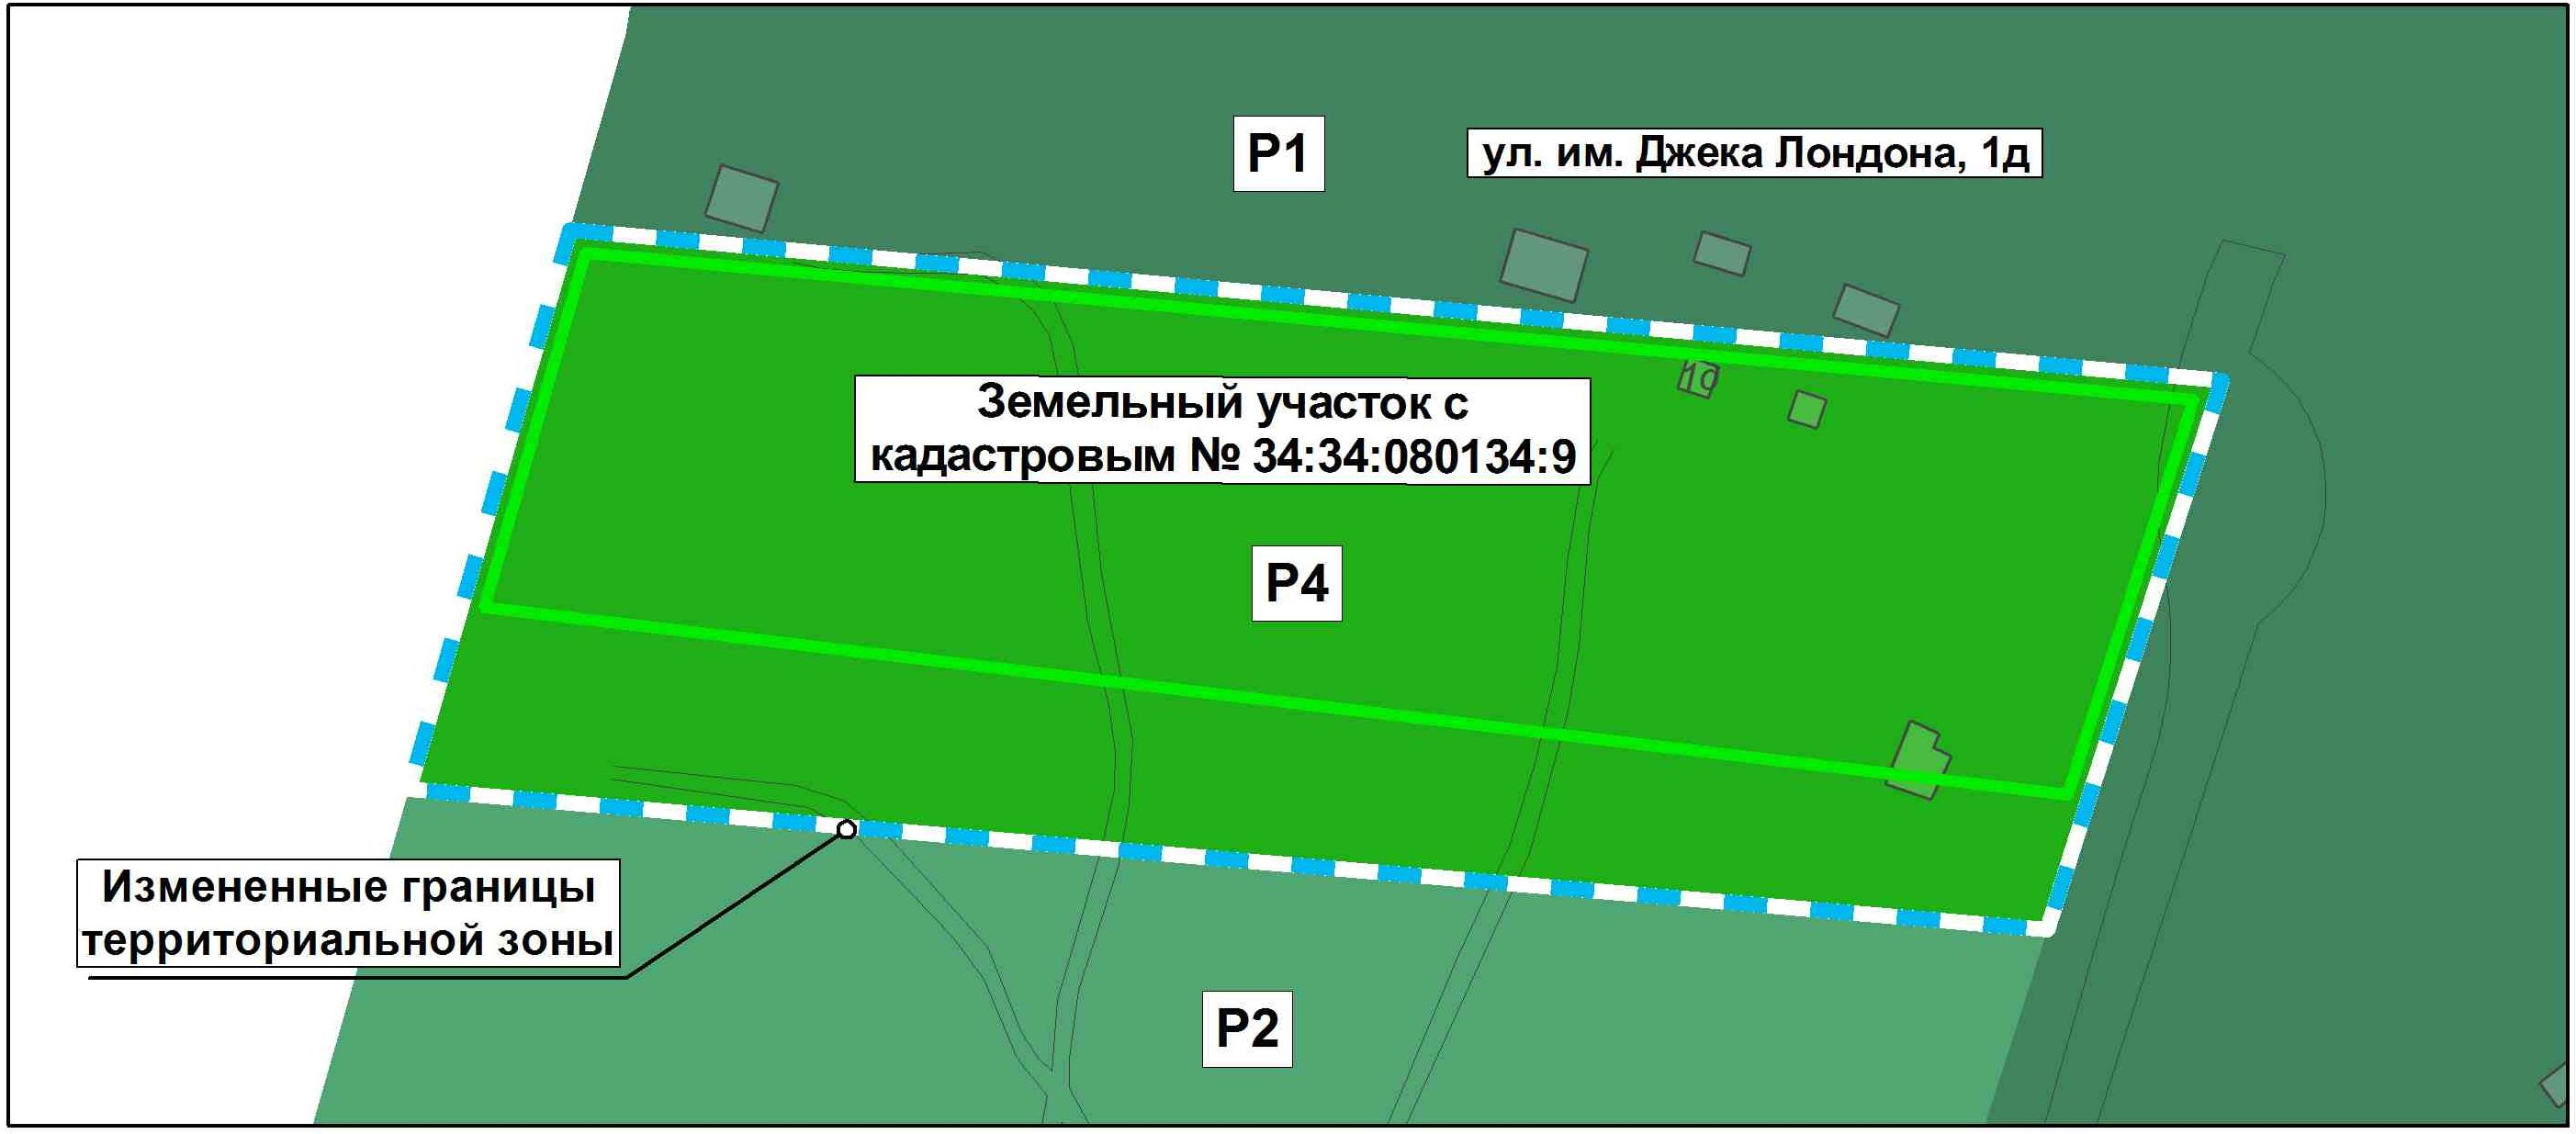 Р1
ул. им. Джека Лондона, 1д
Земельный участок с
кадастровым № 34:34:080134:9
Р4
Измененные границы
территориальной зоны
Р2